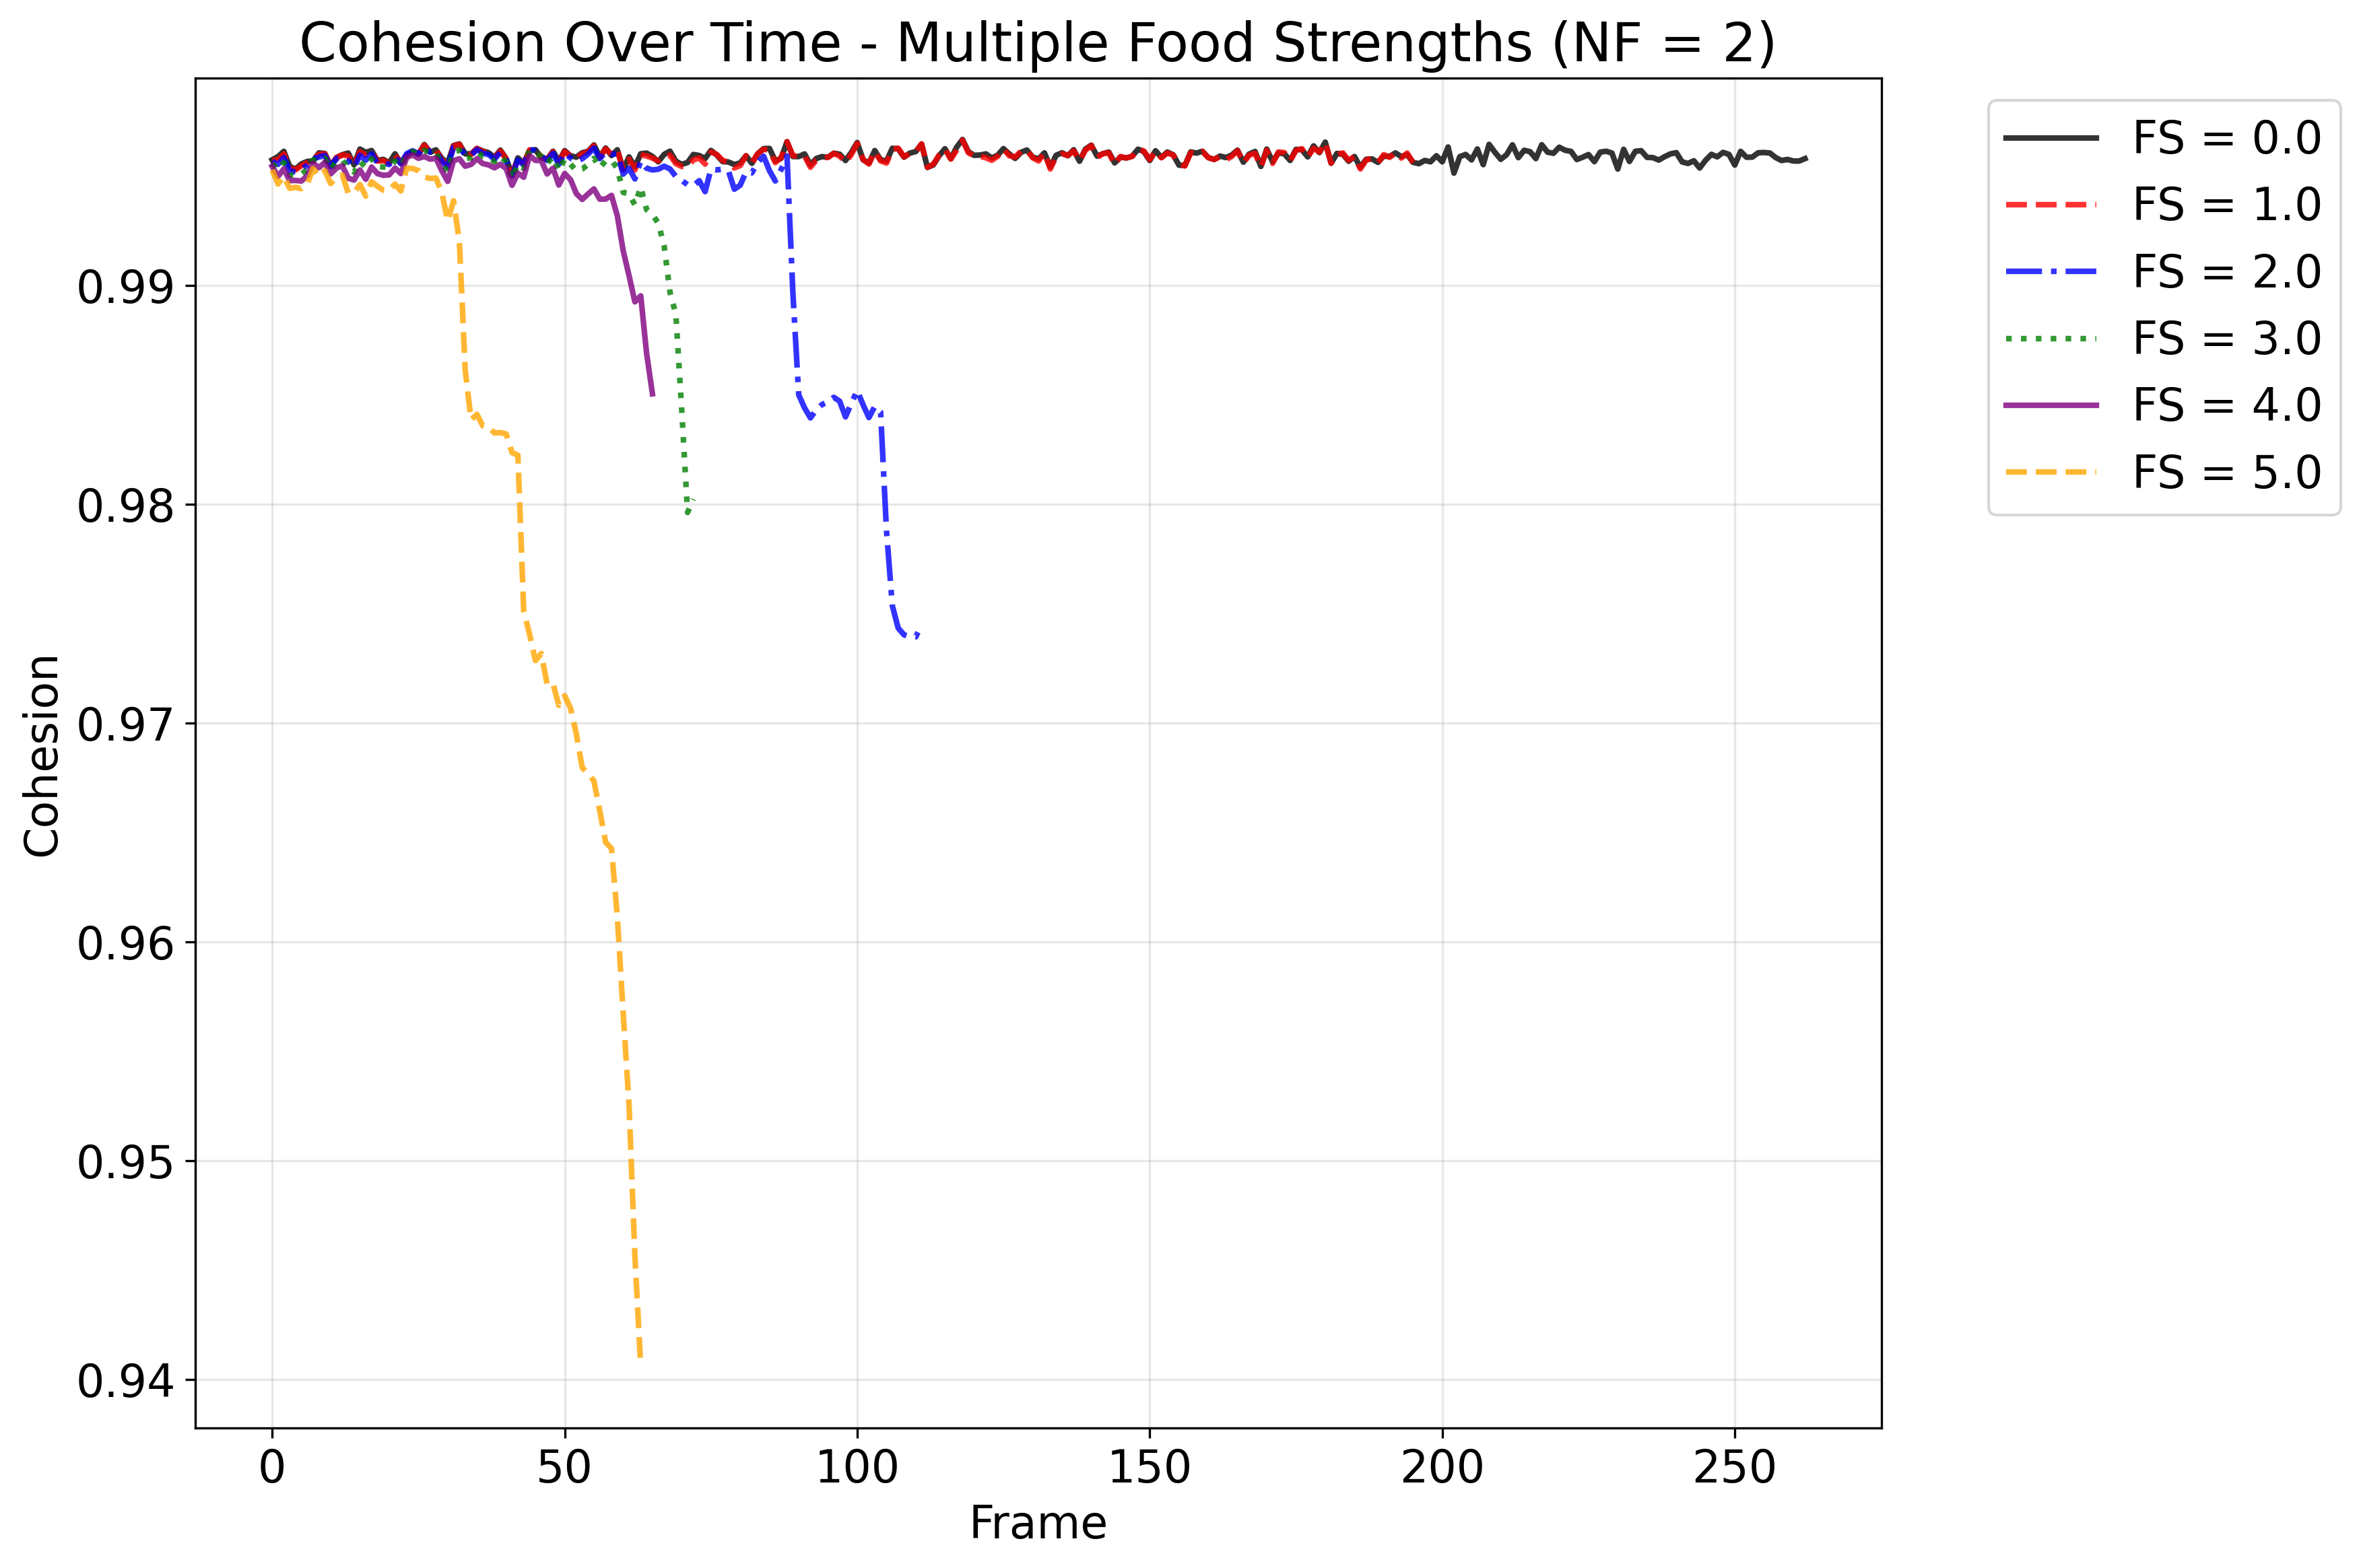 Cohesion Over Time - Multiple Food Strengths (NF = 2)
FS = 0.0
FS = 1.0
FS = 2.0
FS = 3.0
FS = 4.0
FS = 5.0
Cohesion
0.99
0.98
0.97
0.96
0.95
0.94
0
50
100
150
200
250
Frame